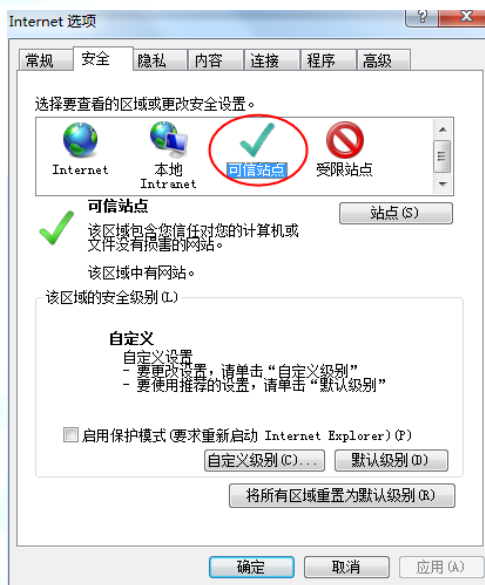 Internet 选项
常规 安全 隐私 内容 连接 程序 高级
选择要查看的区域或更改安全设置。
Internet 本地 Intranet 可信站点 受限站点
可信站点
站点(S)
该区域包含您信任对您的计算机或
文件没有损害的网站。
该区域中有网站。
该区域的安全级别(L)
自定义
自定义设置
- 要更改设置，请单击“自定义级别”
- 要使用推荐的设置，请单击“默认级别”
启用保护模式(要求重新启动 Internet Explorer)(P)
自定义级别(C)... 默认级别(D)
将所有区域重置为默认级别(R)
确定 取消 应用(A)